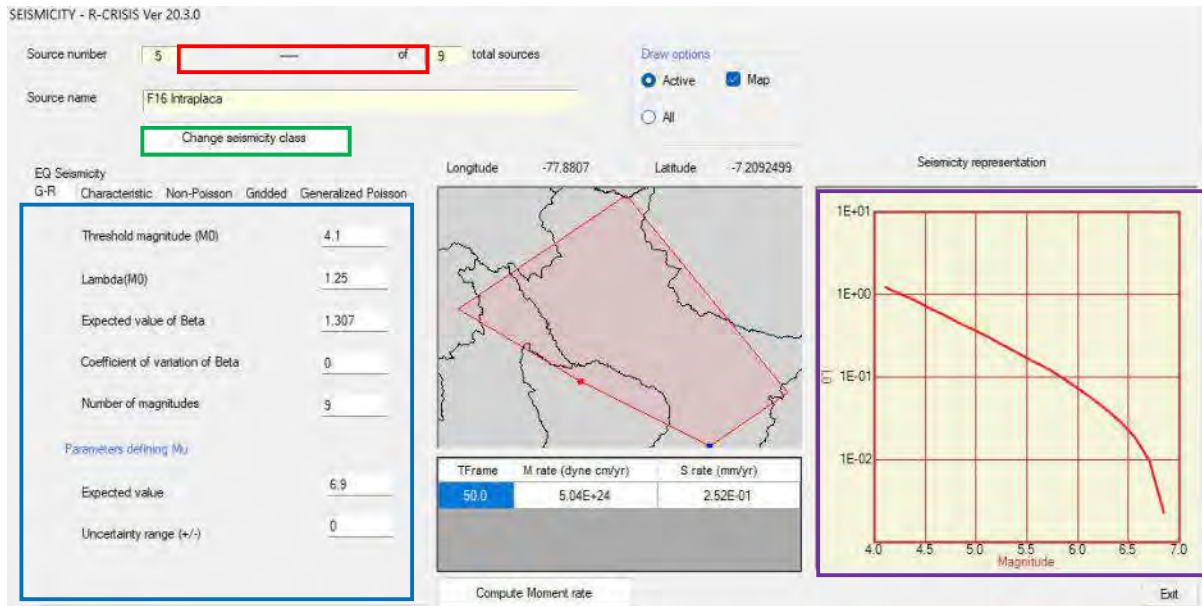 SEISMICITY - R-CRISIS Ver 20.3.0
Source number 5 ---- of 9 total sources
Source name F16 Intraplaca
Draw options
Active Map
All
Change seismicity class
EQ Seismicity
G-R Characteristic Non-Poisson Gridded Generalized Poisson
Threshold magnitude (M0) 4.1
Lambda(M0) 1.25
Expected value of Beta 1.307
Coefficient of variation of Beta 0
Number of magnitudes 9
Parameters defining Mu
Expected value 6.9
Uncertainty range (+/-) 0
Longitude -77.8807 Latitude -7.2092499
TFrame M rate (dyne cm/yr) S rate (mm/yr)
50.0 5.04E+24 2.52E-01
Compute Moment rate
Seismicity representation
1E+01
1E+00
1E-01
1E-02
4.0 4.5 5.0 5.5 6.0 6.5 7.0
Magnitude
Exit